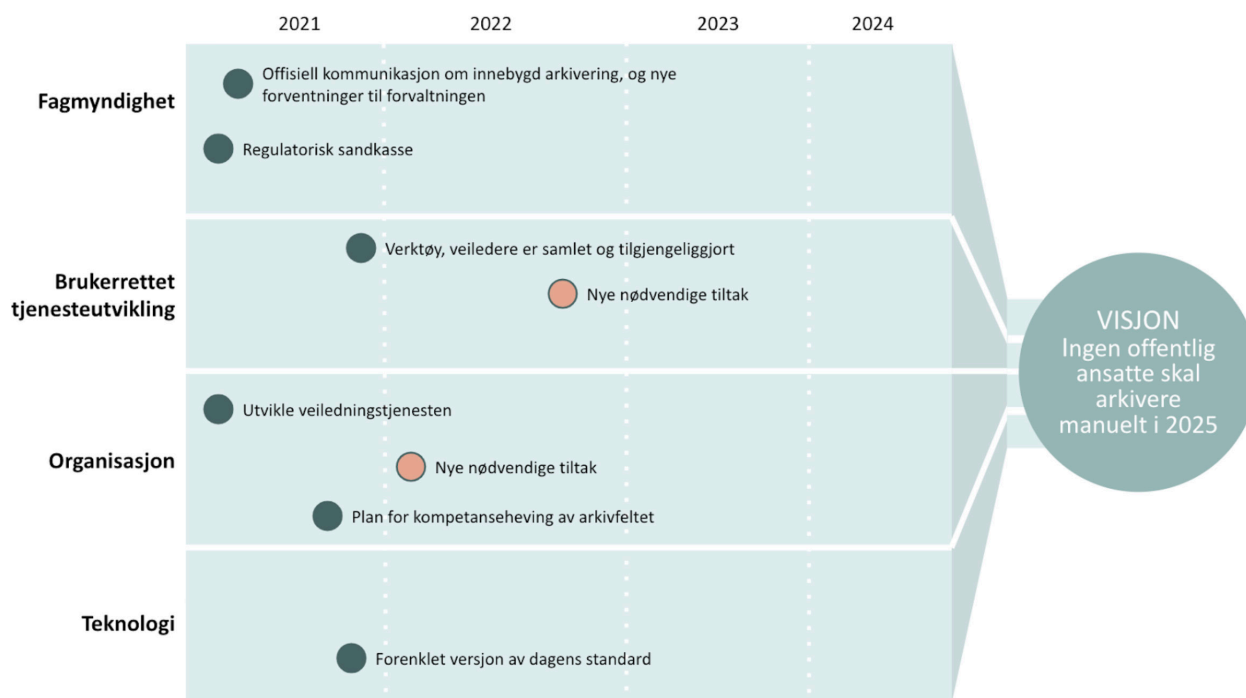 2021
2022
2023
2024
Fagmyndighet
Offisiell kommunikasjon om innebygd arkivering, og nye
forventninger til forvaltningen
Regulatorisk sandkasse
Brukerrettet
tjenesteutvikling
Verktøy, veiledere er samlet og tilgjengeliggjort
Nye nødvendige tiltak
Organisasjon
Utvikle veiledningstjenesten
Nye nødvendige tiltak
Plan for kompetanseheving av arkivfeltet
Teknologi
Forenklet versjon av dagens standard
VISJON
Ingen offentlig
ansatte skal
arkivere
manuelt i 2025